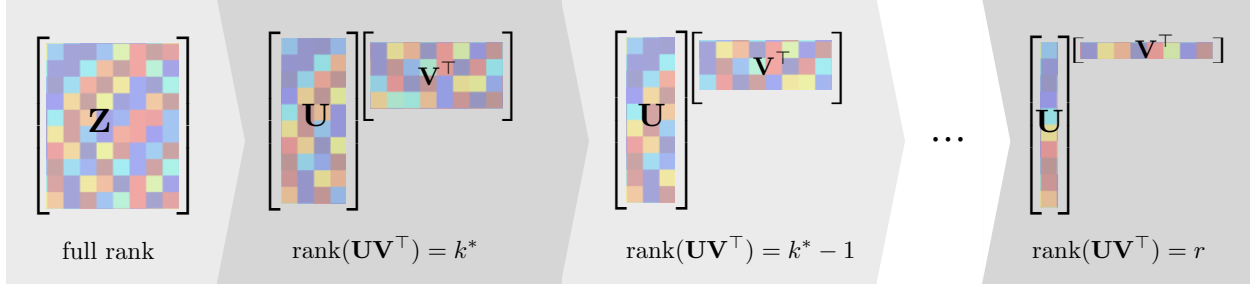 Z
U V⊤
U V⊤
...
U V⊤
full rank
rank(UV⊤) = k*
rank(UV⊤) = k* − 1
rank(UV⊤) = r